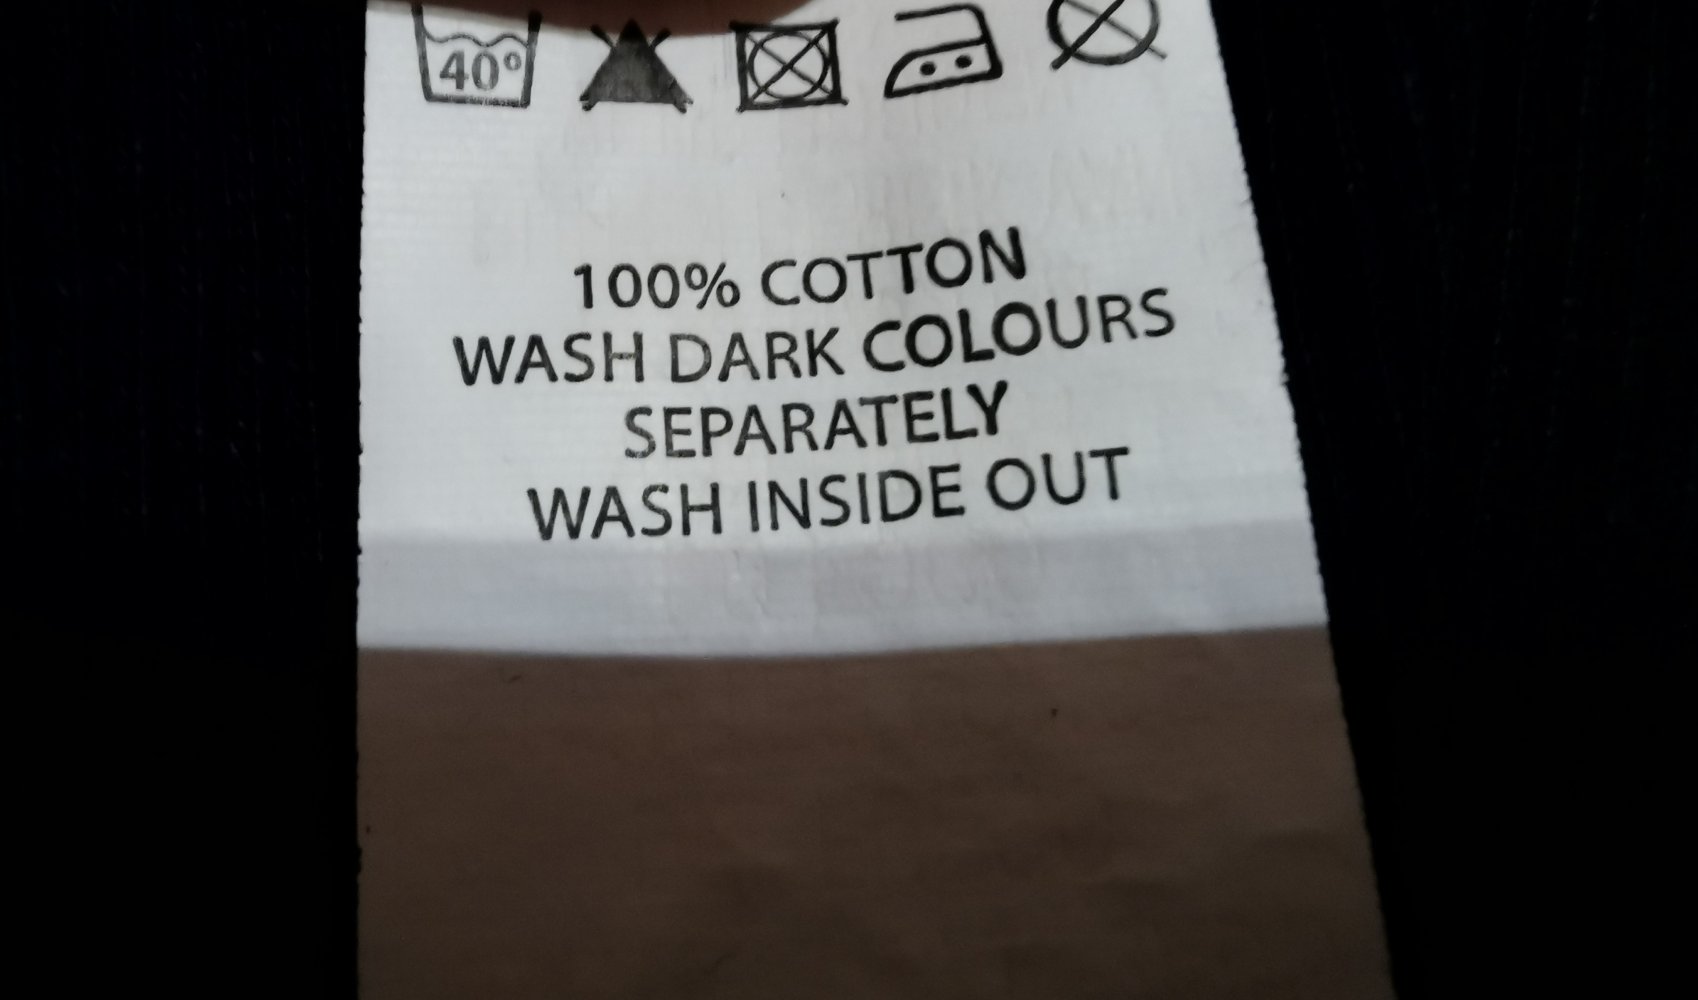 40°
100% COTTON
WASH DARK COLOURS
SEPARATELY
WASH INSIDE OUT